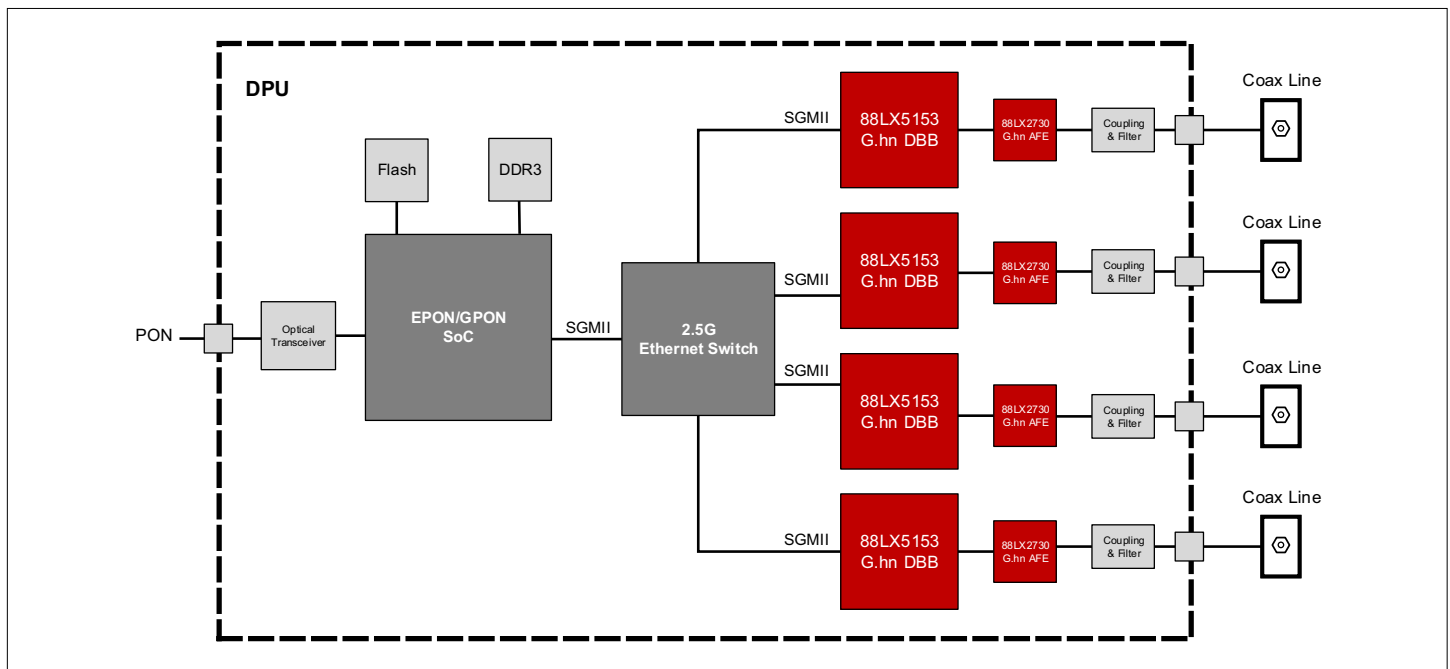 DPU
Flash
DDR3
PON
Optical
Transceiver
EPON/GPON
SoC
SGMII
2.5G
Ethernet Switch
SGMII
88LX5153
G.hn DBB
88LX2730
G.hn AFE
Coupling
& Filter
Coax Line
SGMII
88LX5153
G.hn DBB
88LX2730
G.hn AFE
Coupling
& Filter
Coax Line
SGMII
88LX5153
G.hn DBB
88LX2730
G.hn AFE
Coupling
& Filter
Coax Line
SGMII
88LX5153
G.hn DBB
88LX2730
G.hn AFE
Coupling
& Filter
Coax Line